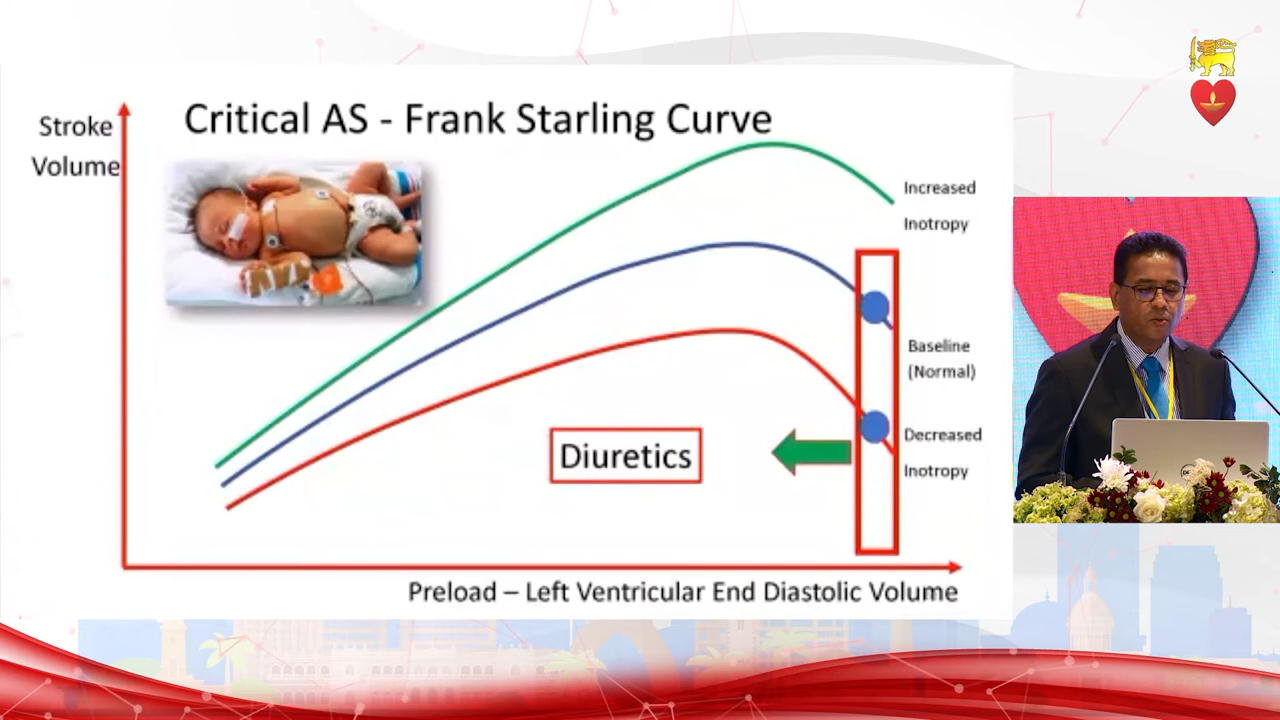 Critical AS - Frank Starling Curve
Stroke
Volume
Increased
Inotropy
Baseline
(Normal)
Decreased
Inotropy
Diuretics
Preload – Left Ventricular End Diastolic Volume